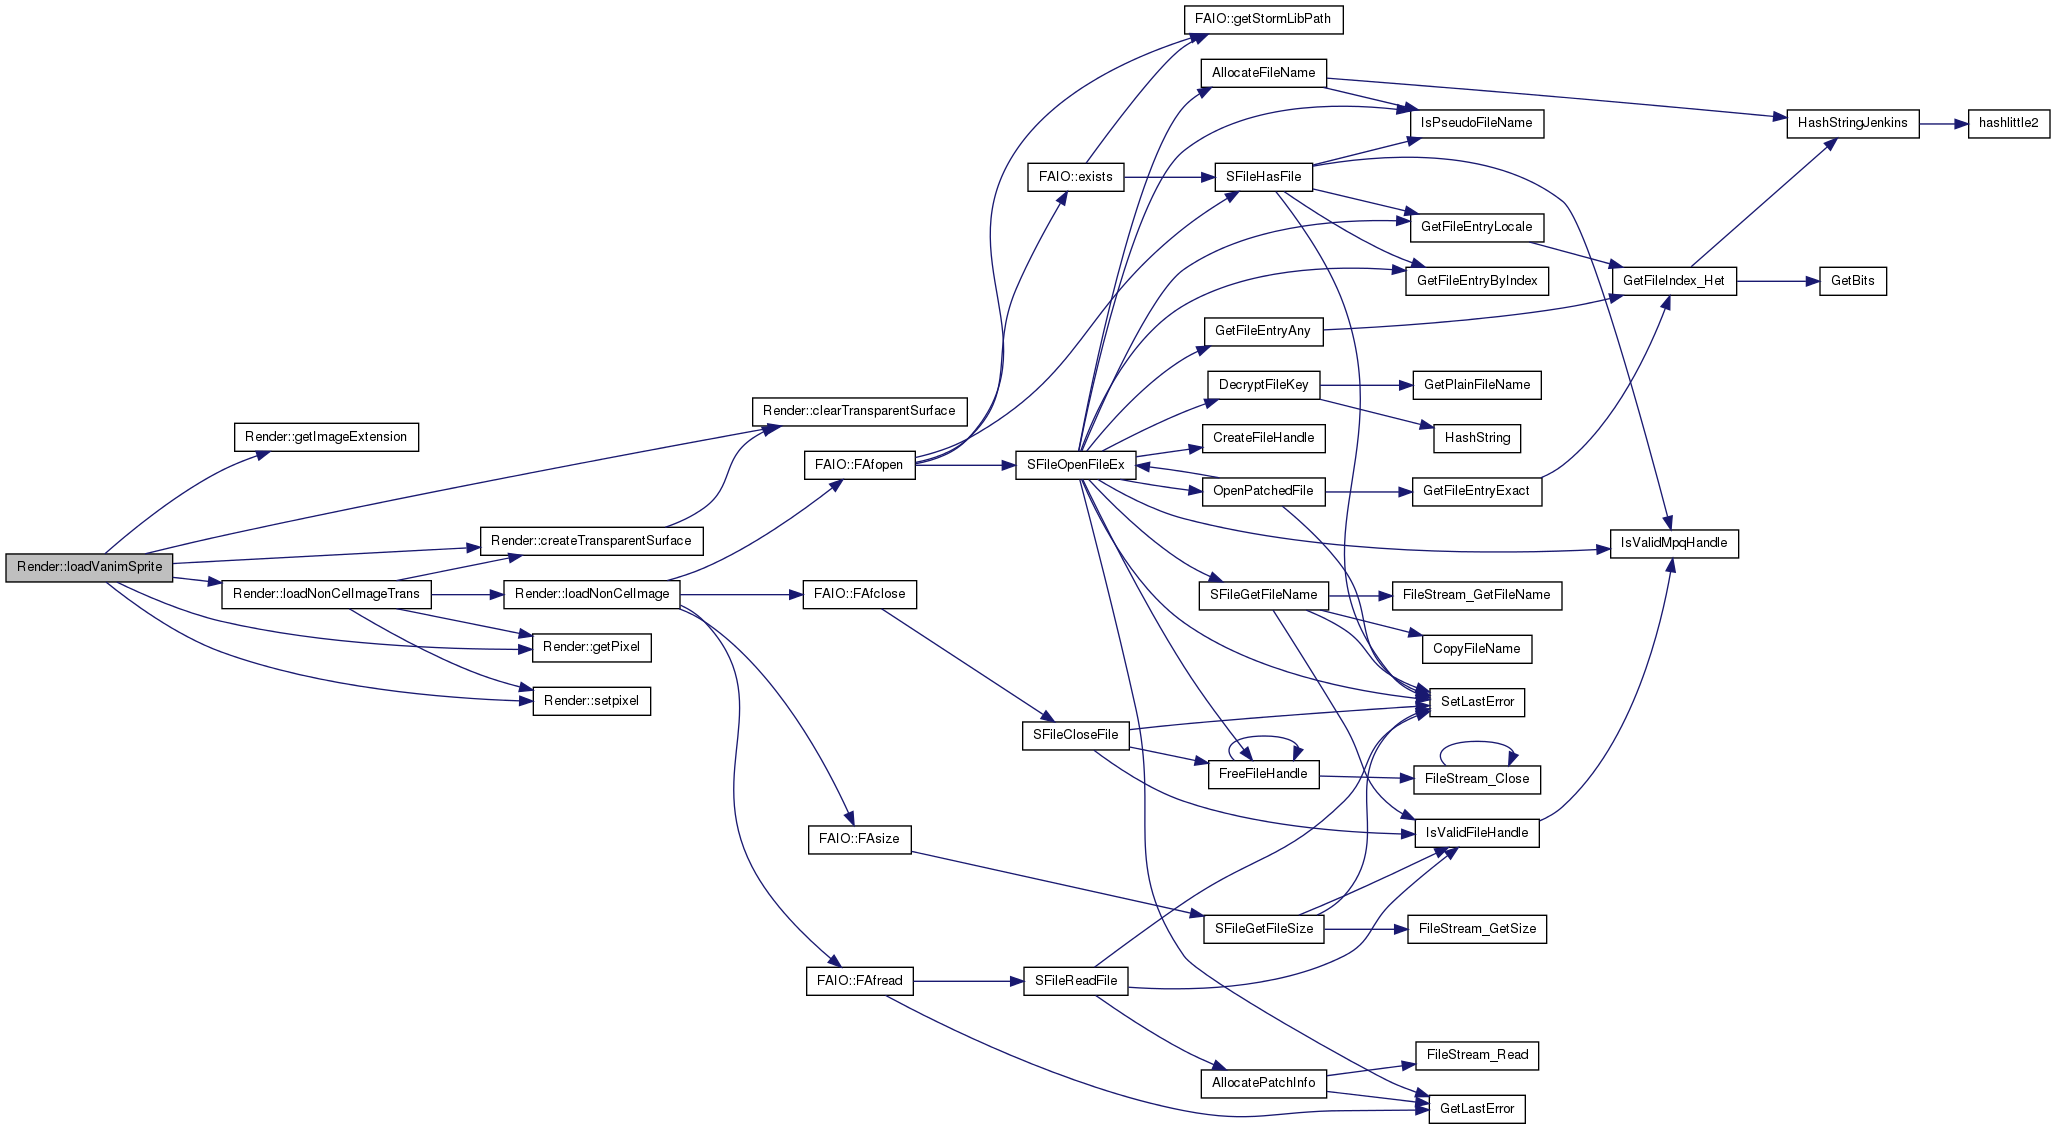 FAIO::getStormLibPath
AllocateFileName
IsPseudoFileName
HashStringJenkins
hashlittle2
FAIO::exists
SFileHasFile
GetFileEntryLocale
GetFileEntryByIndex
GetFileIndex_Het
GetBits
GetFileEntryAny
DecryptFileKey
GetPlainFileName
Render::clearTransparentSurface
Render::getImageExtension
CreateFileHandle
HashString
FAIO::FAfopen
SFileOpenFileEx
OpenPatchedFile
GetFileEntryExact
Render::createTransparentSurface
IsValidMpqHandle
Render::loadVanimSprite
Render::loadNonCelImageTrans
Render::loadNonCelImage
FAIO::FAfclose
SFileGetFileName
FileStream_GetFileName
Render::getPixel
CopyFileName
Render::setpixel
SetLastError
SFileCloseFile
FreeFileHandle
FileStream_Close
FAIO::FAsize
IsValidFileHandle
SFileGetFileSize
FileStream_GetSize
FAIO::FAfread
SFileReadFile
FileStream_Read
AllocatePatchInfo
GetLastError